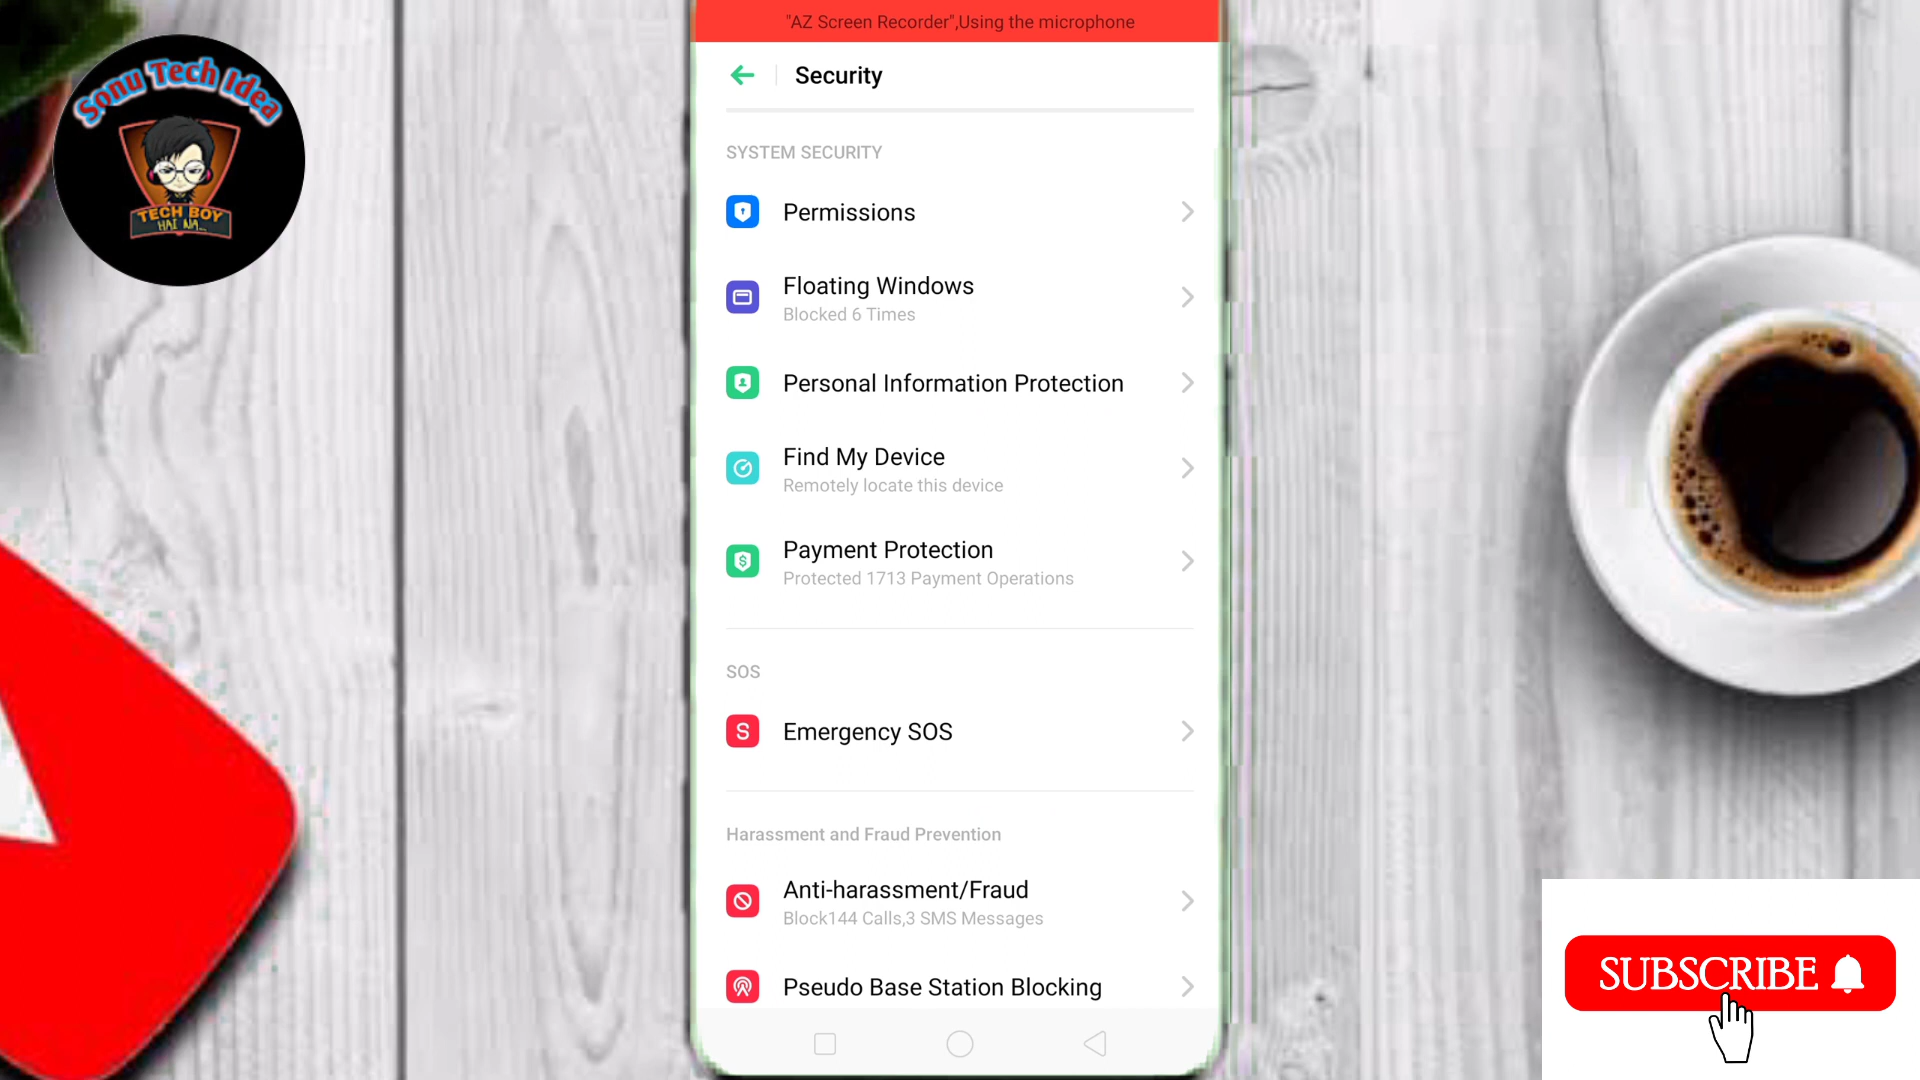 Sonu Tech Idea
TECH BOY
HAI NA...
"AZ Screen Recorder",Using the microphone
Security
SYSTEM SECURITY
Permissions
Floating Windows
Blocked 6 Times
Personal Information Protection
Find My Device
Remotely locate this device
Payment Protection
Protected 1713 Payment Operations
SOS
S
Emergency SOS
Harassment and Fraud Prevention
Anti-harassment/Fraud
Block144 Calls,3 SMS Messages
Pseudo Base Station Blocking
SUBSCRIBE